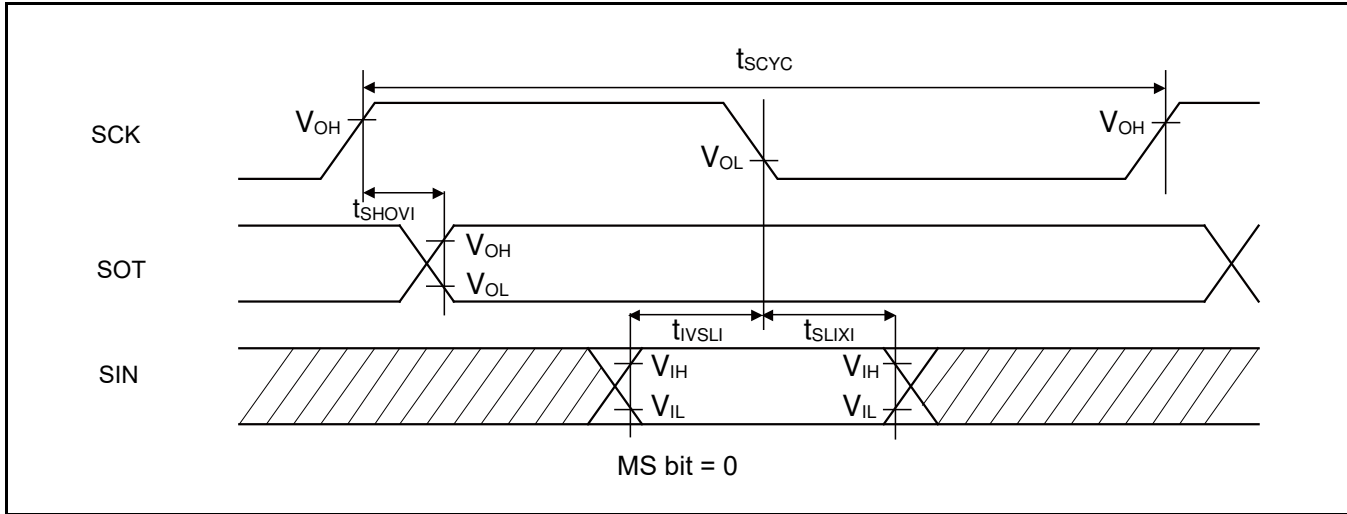 tSCYC
SCK
VOH
VOH
VOL
tSHOVI
SOT
VOH
VOL
tIVSLI
tSLIXI
SIN
VIH
VIH
VIL
VIL
MS bit = 0